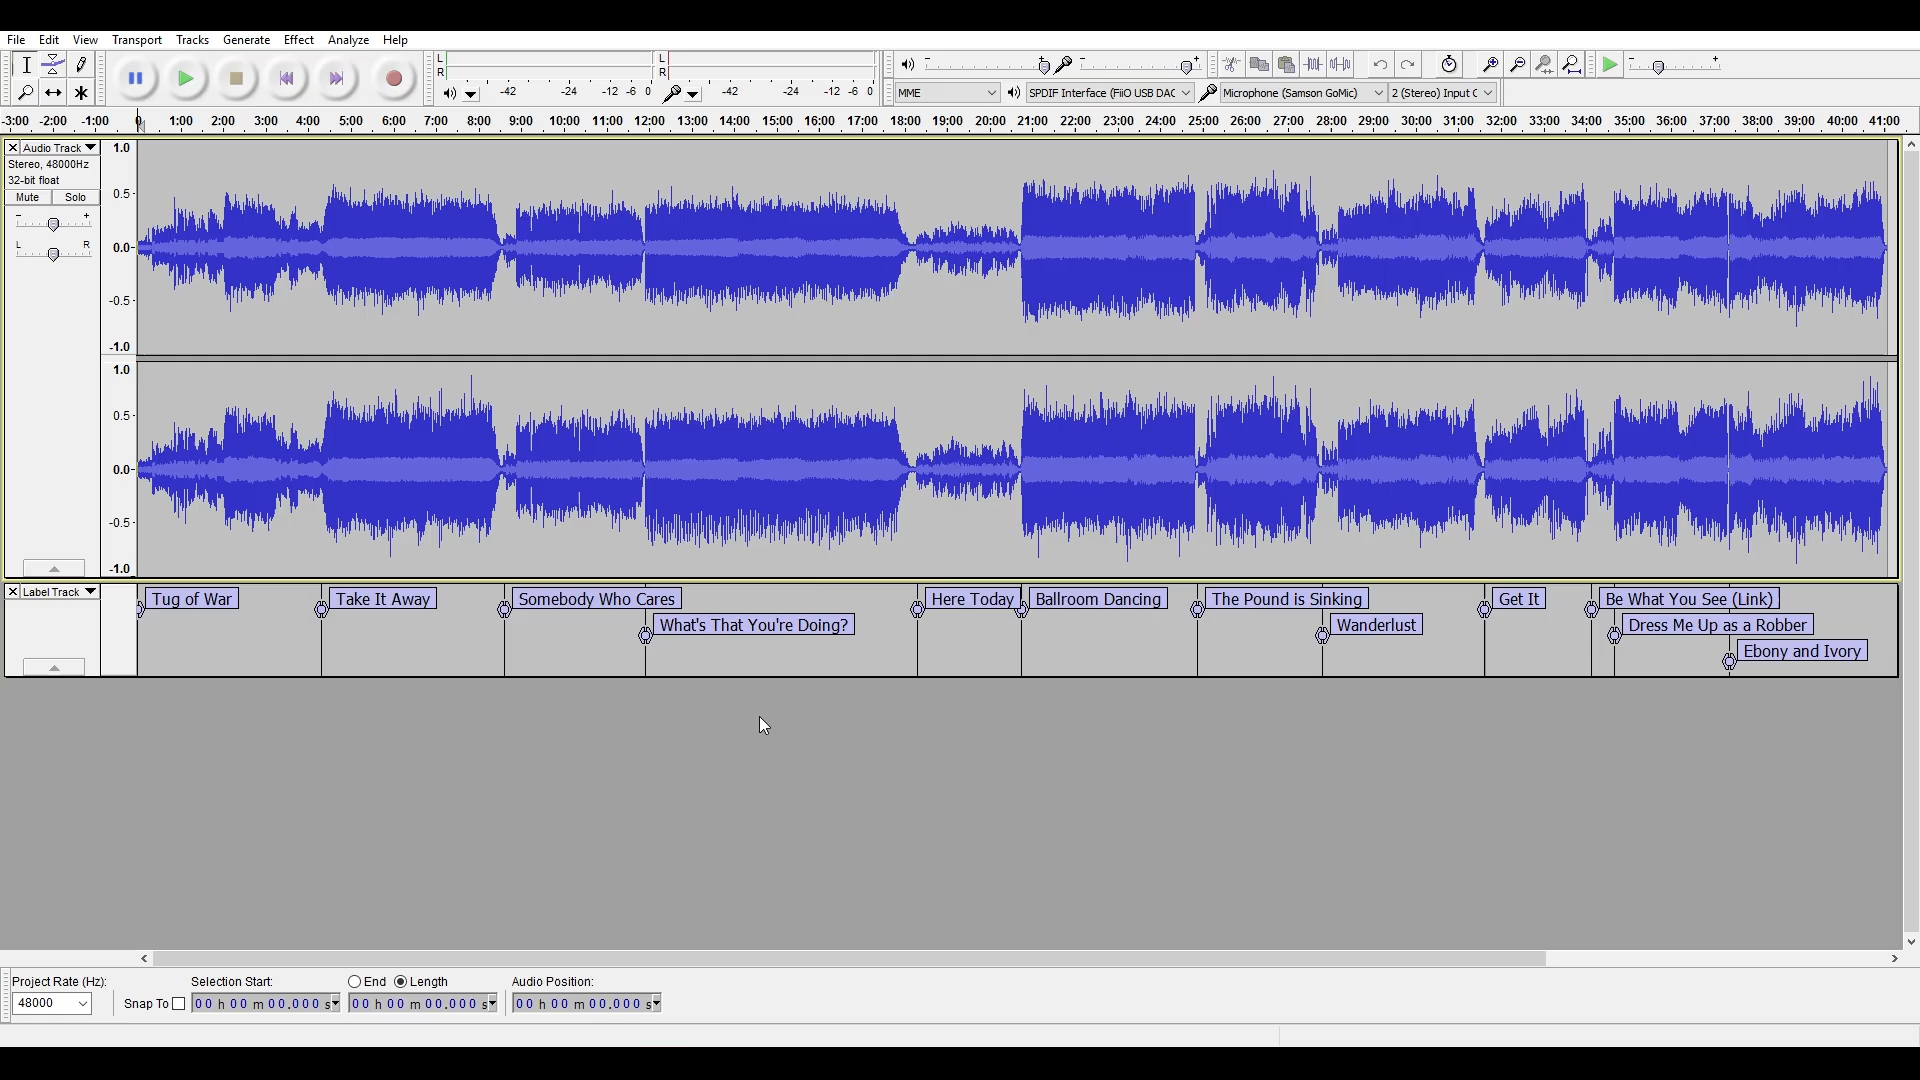 File Edit View Transport Tracks Generate Effect Analyze Help
L
R
-42 -24 -12 -6 0
L
R
-42 -24 -12 -6 0
MME
SPDIF Interface (FiiO USB DAC
Microphone (Samson GoMic)
2 (Stereo) Input C
-3:00 -2:00 -1:00 0 1:00 2:00 3:00 4:00 5:00 6:00 7:00 8:00 9:00 10:00 11:00 12:00 13:00 14:00 15:00 16:00 17:00 18:00 19:00 20:00 21:00 22:00 23:00 24:00 25:00 26:00 27:00 28:00 29:00 30:00 31:00 32:00 33:00 34:00 35:00 36:00 37:00 38:00 39:00 40:00 41:00
Audio Track
Stereo, 48000Hz
32-bit float
Mute Solo
- +
L R
1.0
0.5-
0.0-
-0.5-
-1.0
1.0
0.5-
0.0-
-0.5-
-1.0
Label Track
Tug of War Take It Away Somebody Who Cares Here Today Ballroom Dancing The Pound is Sinking Get It Be What You See (Link)
What's That You're Doing? Wanderlust Dress Me Up as a Robber
Ebony and Ivory
Project Rate (Hz): Selection Start: End Length Audio Position:
48000 Snap To 00 h 00 m 00.000 s 00 h 00 m 00.000 s 00 h 00 m 00.000 s